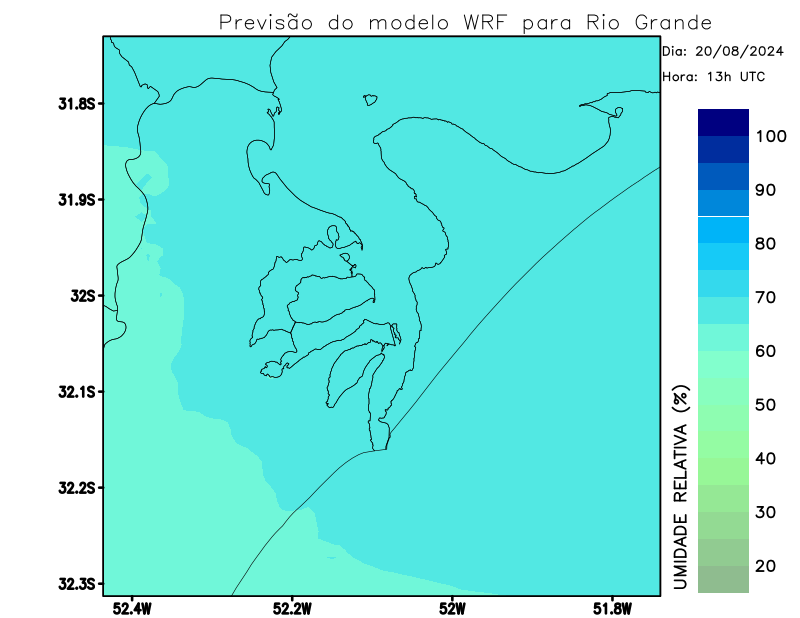 Previsão do modelo WRF para Rio Grande
Dia: 20/08/2024
Hora: 13h UTC
31.8S
31.9S
32S
32.1S
32.2S
32.3S
52.4W
52.2W
52W
51.8W
100
90
80
70
60
50
40
30
20
UMIDADE RELATIVA (%)